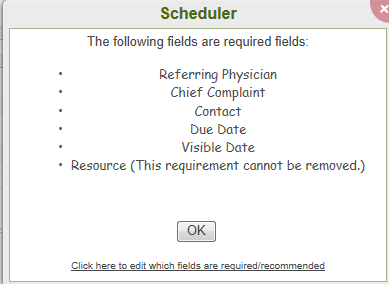 Scheduler
The following fields are required fields:
• Referring Physician
• Chief Complaint
• Contact
• Due Date
• Visible Date
• Resource (This requirement cannot be removed.)
OK
Click here to edit which fields are required/recommended